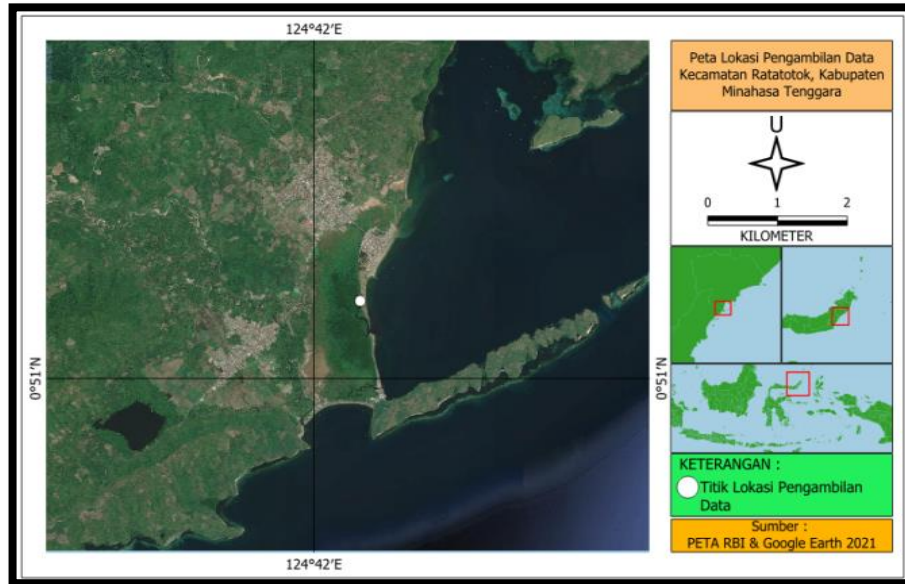 124°42′E
0°51′N
0°51′N
124°42′E
Peta Lokasi Pengambilan Data
Kecamatan Ratatotok, Kabupaten
Minahasa Tenggara
U
0 1 2
KILOMETER
KETERANGAN :
Titik Lokasi Pengambilan
Data
Sumber :
PETA RBI & Google Earth 2021